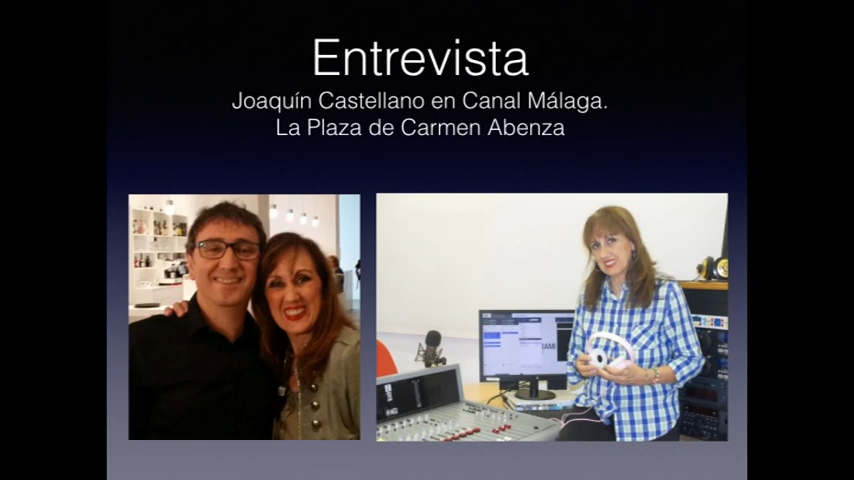 Entrevista
Joaquín Castellano en Canal Málaga.
La Plaza de Carmen Abenza